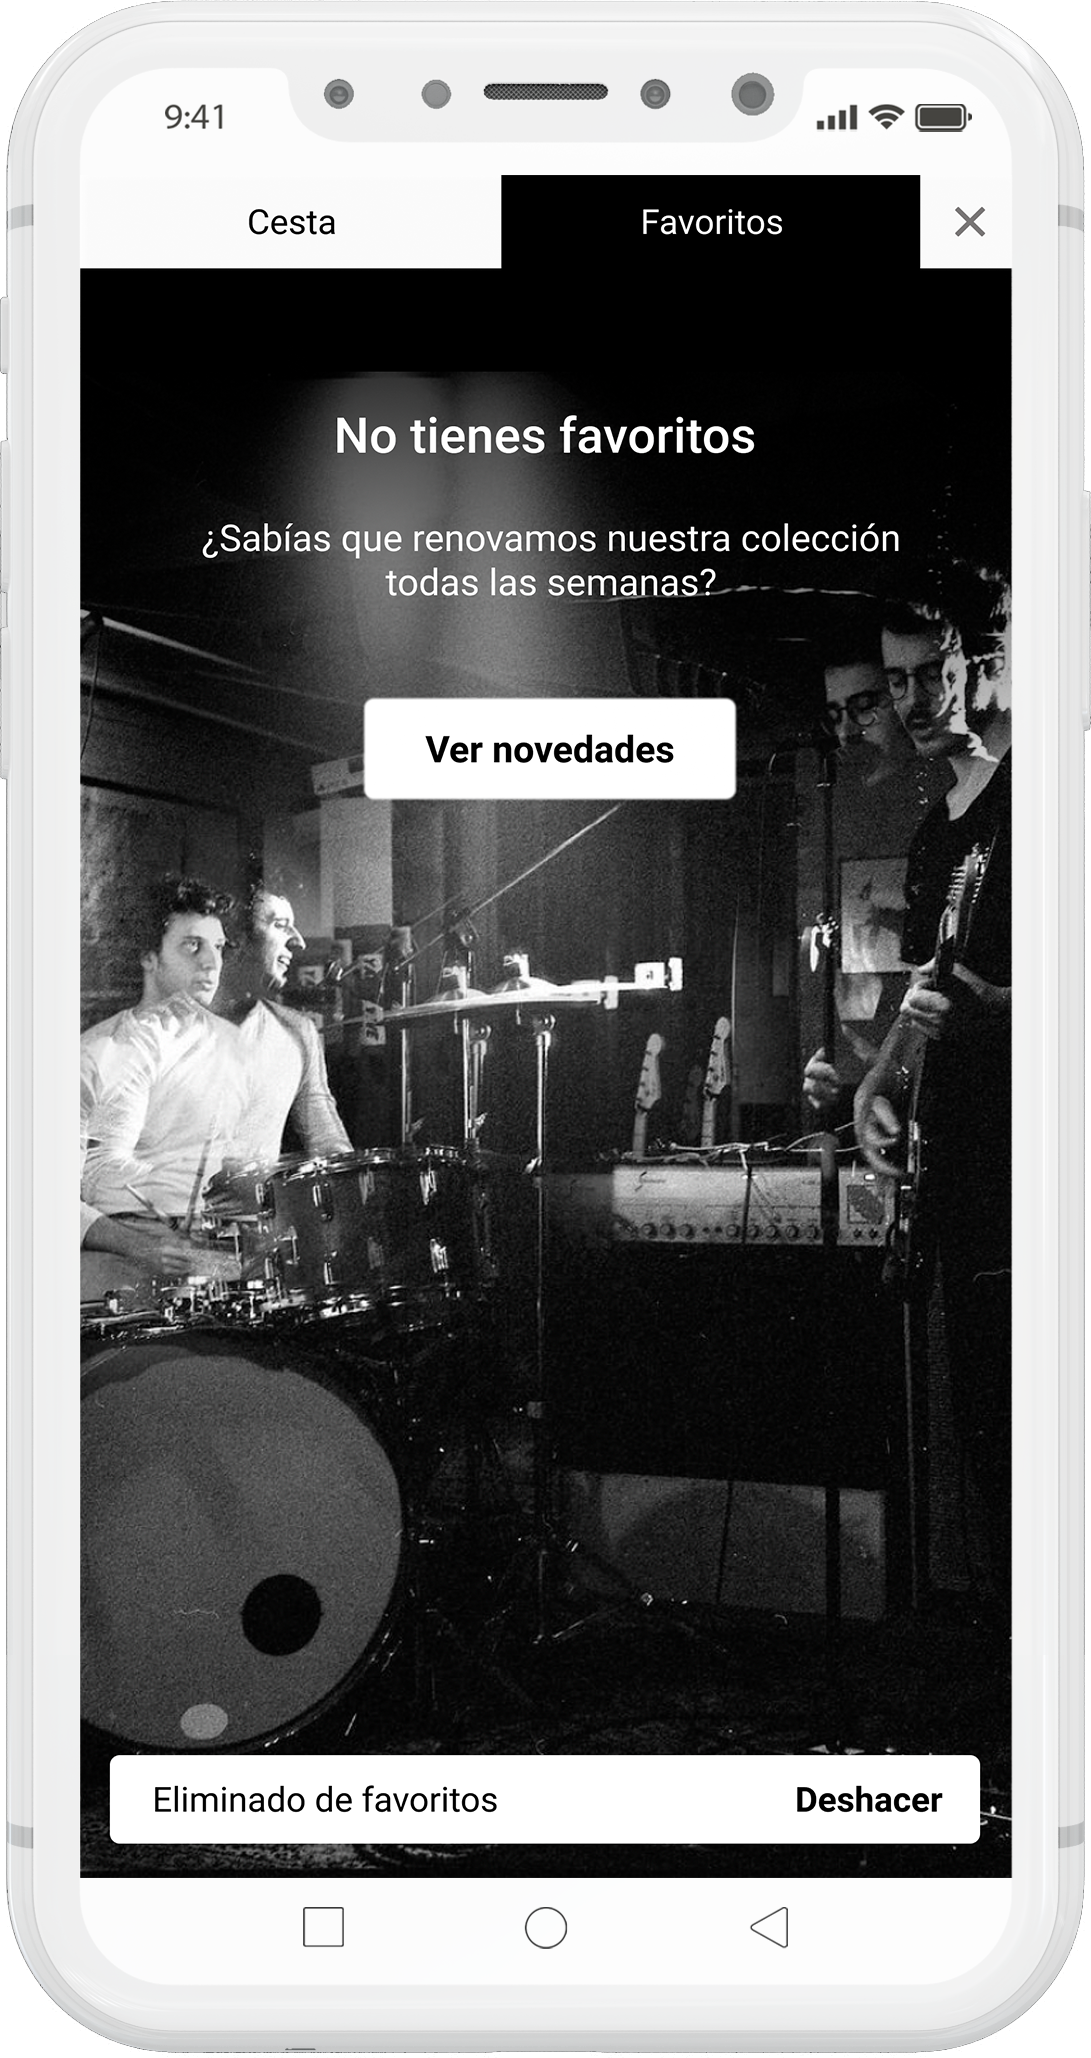 9:41
Cesta
Favoritos
No tienes favoritos
¿Sabías que renovamos nuestra colección
todas las semanas?
Ver novedades
Eliminado de favoritos
Deshacer